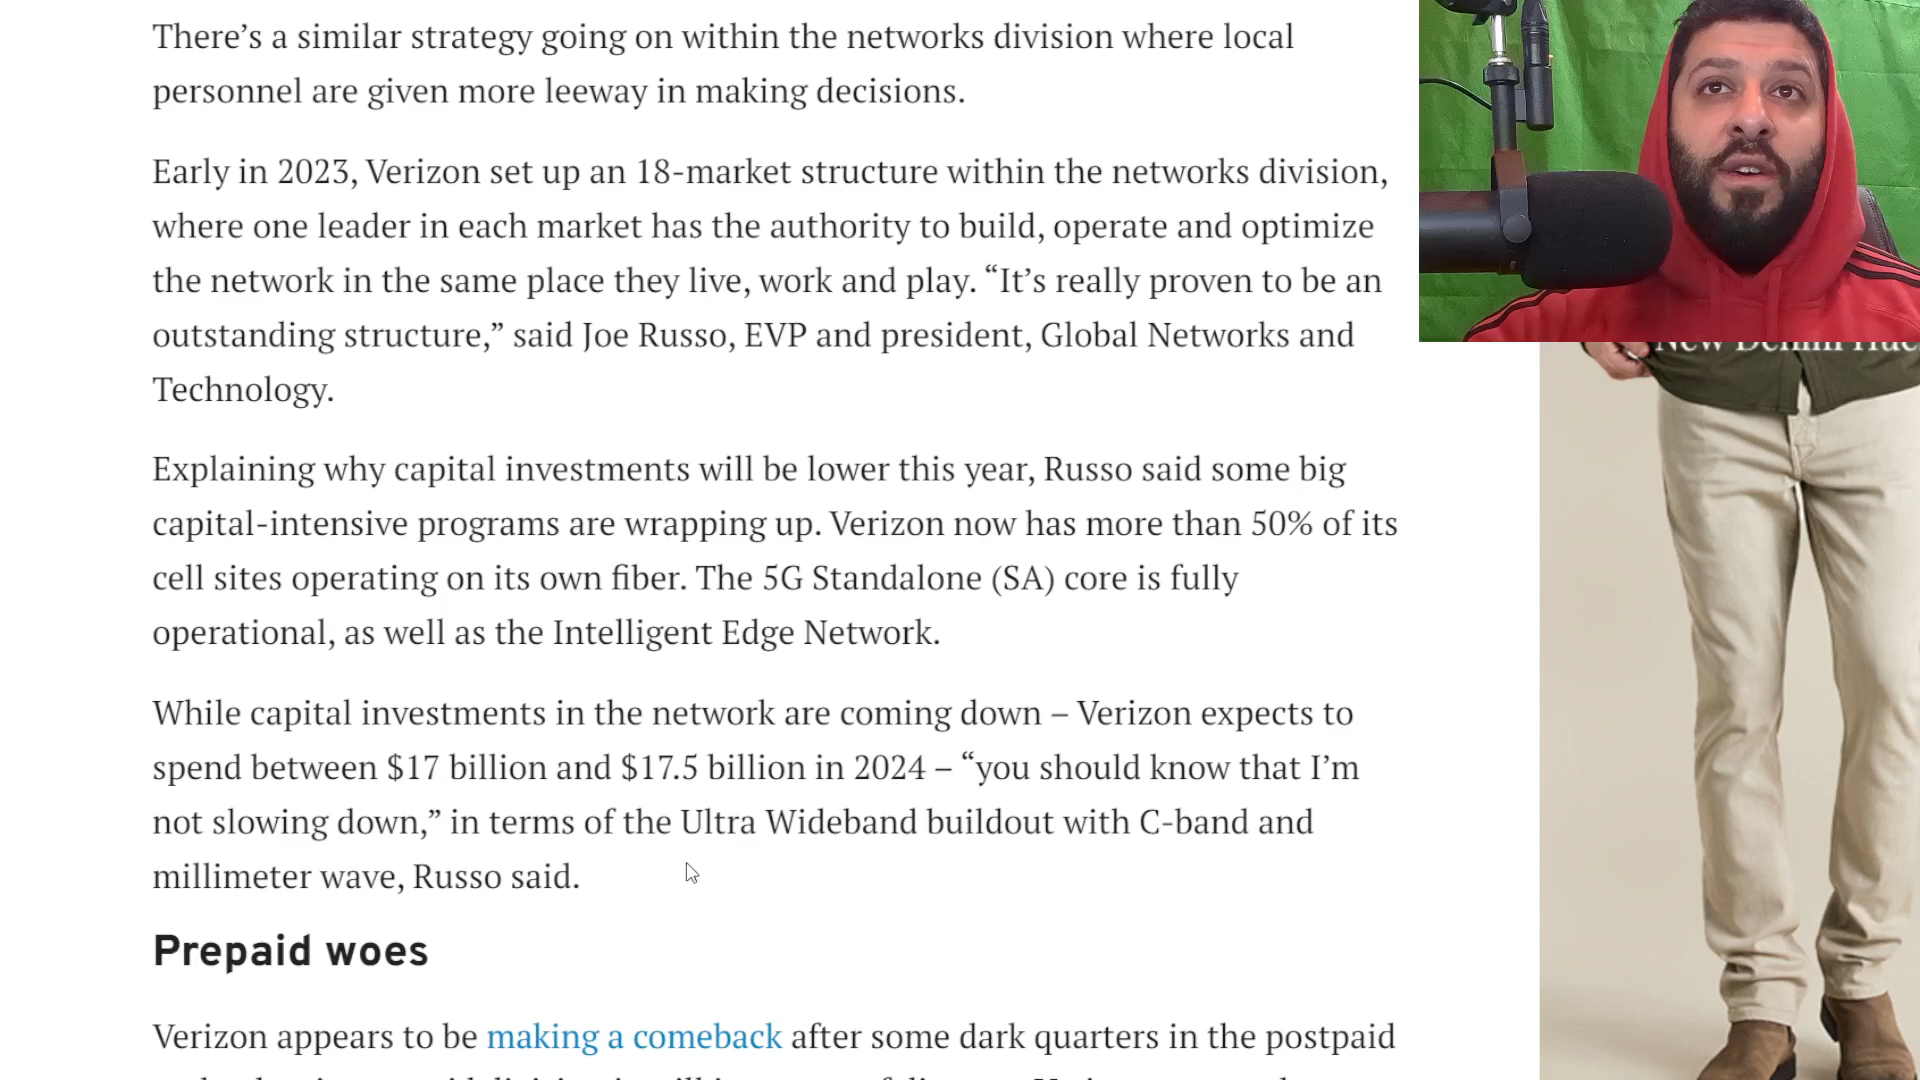 There’s a similar strategy going on within the networks division where local
personnel are given more leeway in making decisions.
Early in 2023, Verizon set up an 18-market structure within the networks division,
where one leader in each market has the authority to build, operate and optimize
the network in the same place they live, work and play. “It’s really proven to be an
outstanding structure,” said Joe Russo, EVP and president, Global Networks and
Technology.
Explaining why capital investments will be lower this year, Russo said some big
capital-intensive programs are wrapping up. Verizon now has more than 50% of its
cell sites operating on its own fiber. The 5G Standalone (SA) core is fully
operational, as well as the Intelligent Edge Network.
While capital investments in the network are coming down – Verizon expects to
spend between $17 billion and $17.5 billion in 2024 – “you should know that I’m
not slowing down,” in terms of the Ultra Wideband buildout with C-band and
millimeter wave, Russo said.
Prepaid woes
Verizon appears to be making a comeback after some dark quarters in the postpaid